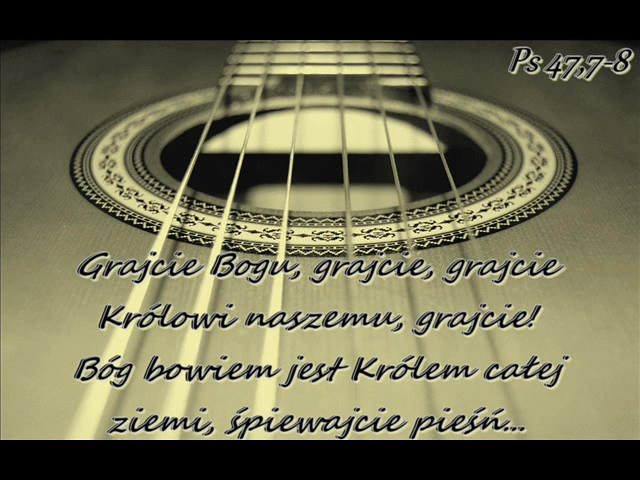 Ps 47,7-8
Grajcie Bogu, grajcie, grajcie
Królowi naszemu, grajcie!
Bóg bowiem jest Królem całej
ziemi, śpiewajcie pieśń...